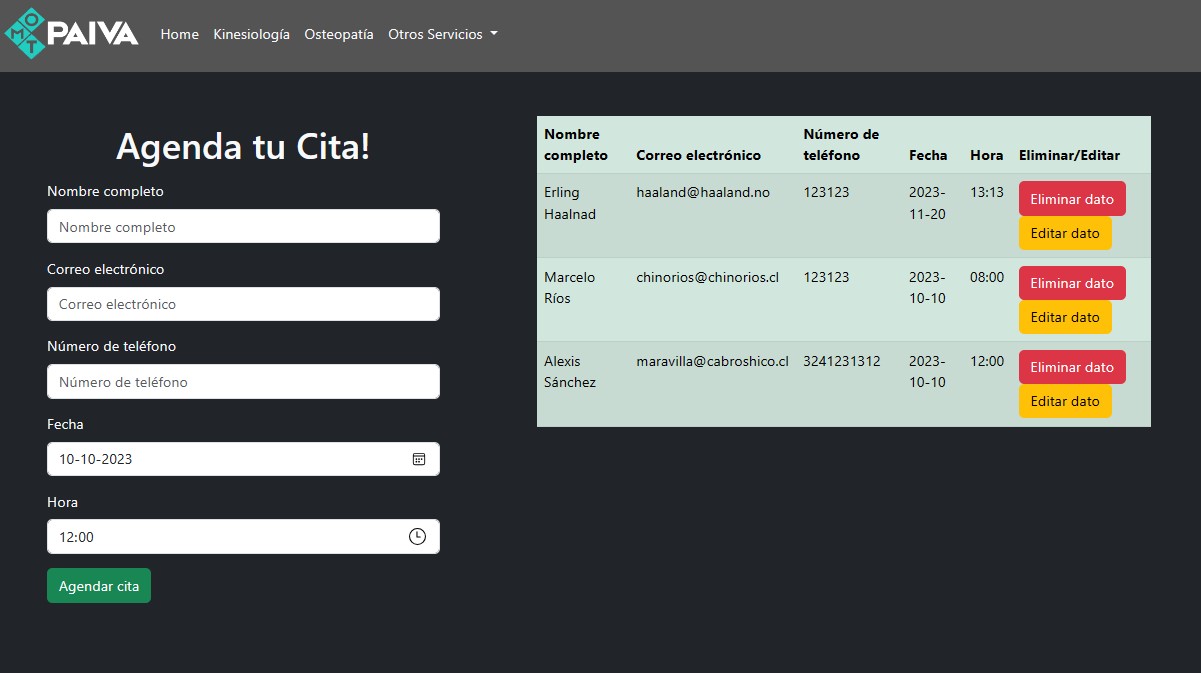 OMT PAIVA
Home Kinesiología Osteopatía Otros Servicios
Agenda tu Cita!
Nombre completo
Nombre completo
Correo electrónico
Correo electrónico
Número de teléfono
Número de teléfono
Fecha
10-10-2023
Hora
12:00
Agendar cita
Nombre completo Correo electrónico Número de teléfono Fecha Hora Eliminar/Editar
Erling Haalnad haaland@haaland.no 123123 2023-11-20 13:13 Eliminar dato
Editar dato
Marcelo Ríos chinorios@chinorios.cl 123123 2023-10-10 08:00 Eliminar dato
Editar dato
Alexis Sánchez maravilla@cabroshico.cl 3241231312 2023-10-10 12:00 Eliminar dato
Editar dato